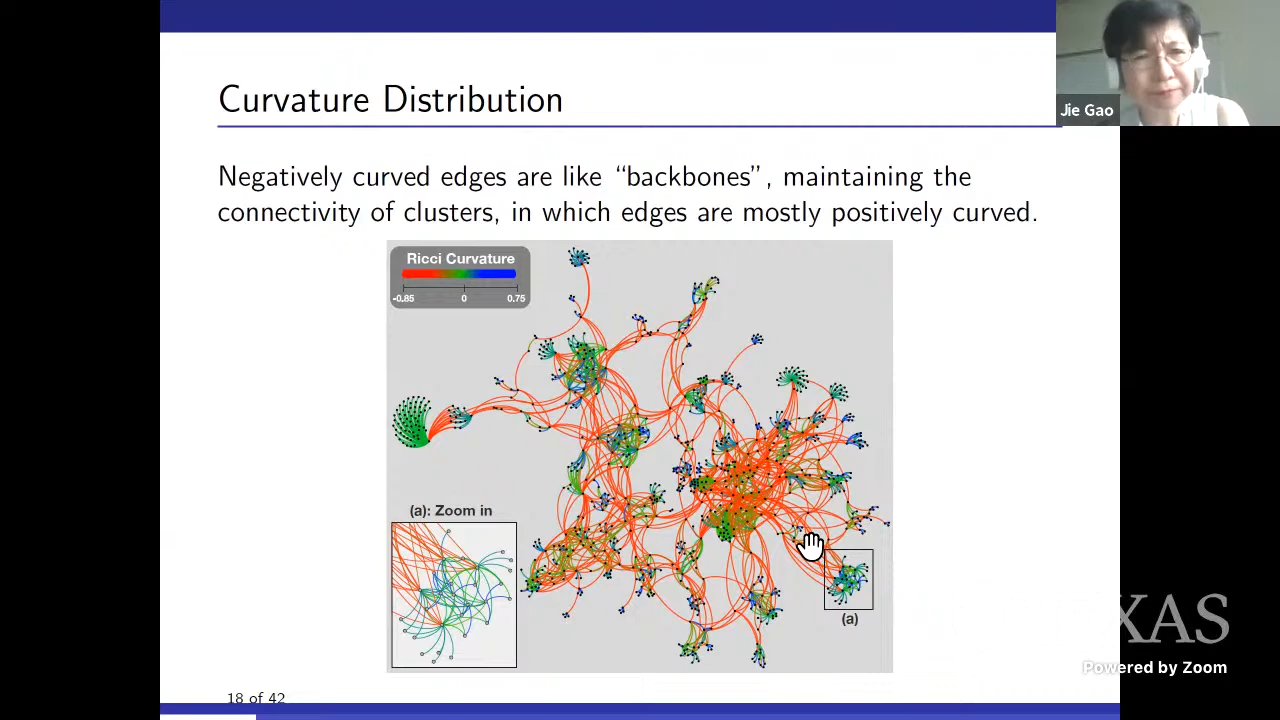 Curvature Distribution
Jie Gao
Negatively curved edges are like “backbones”, maintaining the
connectivity of clusters, in which edges are mostly positively curved.
Ricci Curvature
-0.85 0 0.75
(a): Zoom in
(a)
XAS
Powered by Zoom
18 of 42